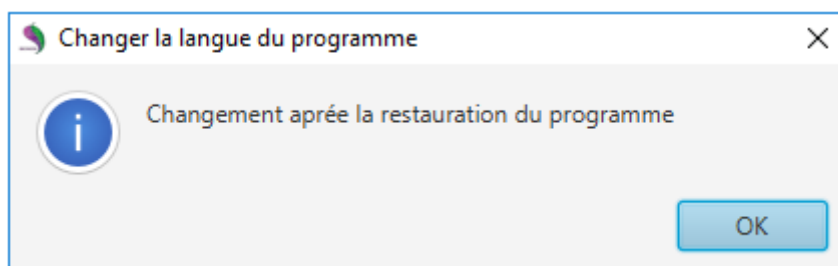 Changer la langue du programme
Changement aprée la restauration du programme
OK